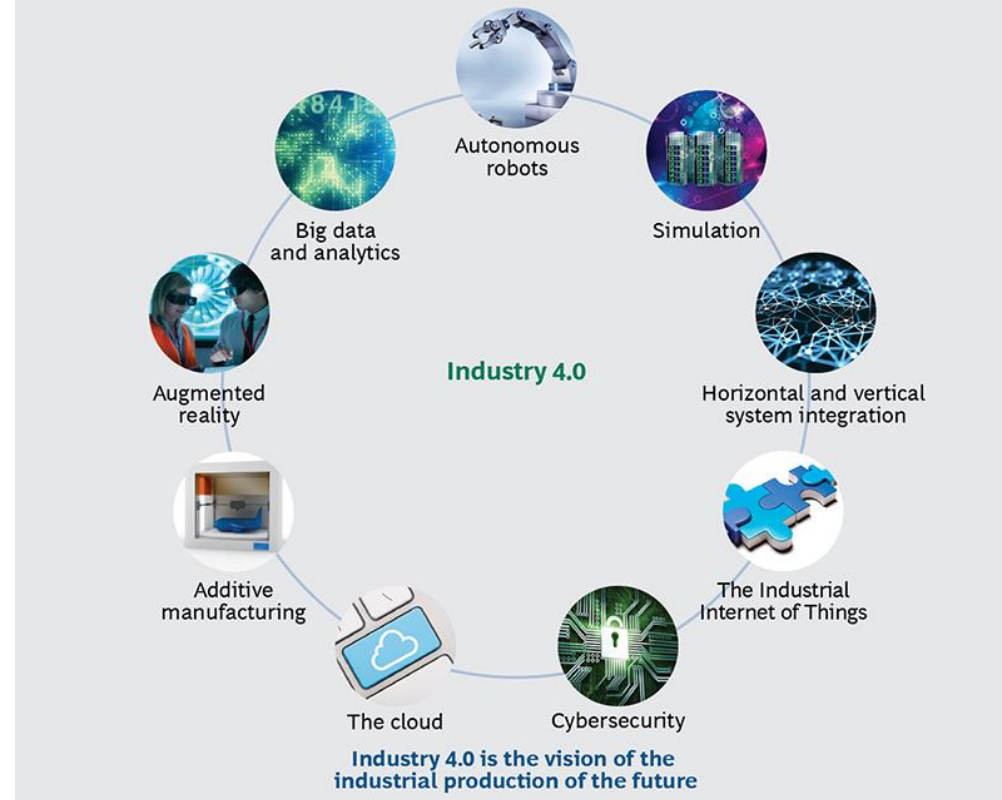 Autonomous
robots
Simulation
Horizontal and vertical
system integration
The Industrial
Internet of Things
Cybersecurity
The cloud
Additive
manufacturing
Augmented
reality
Big data
and analytics
Industry 4.0
Industry 4.0 is the vision of the
industrial production of the future